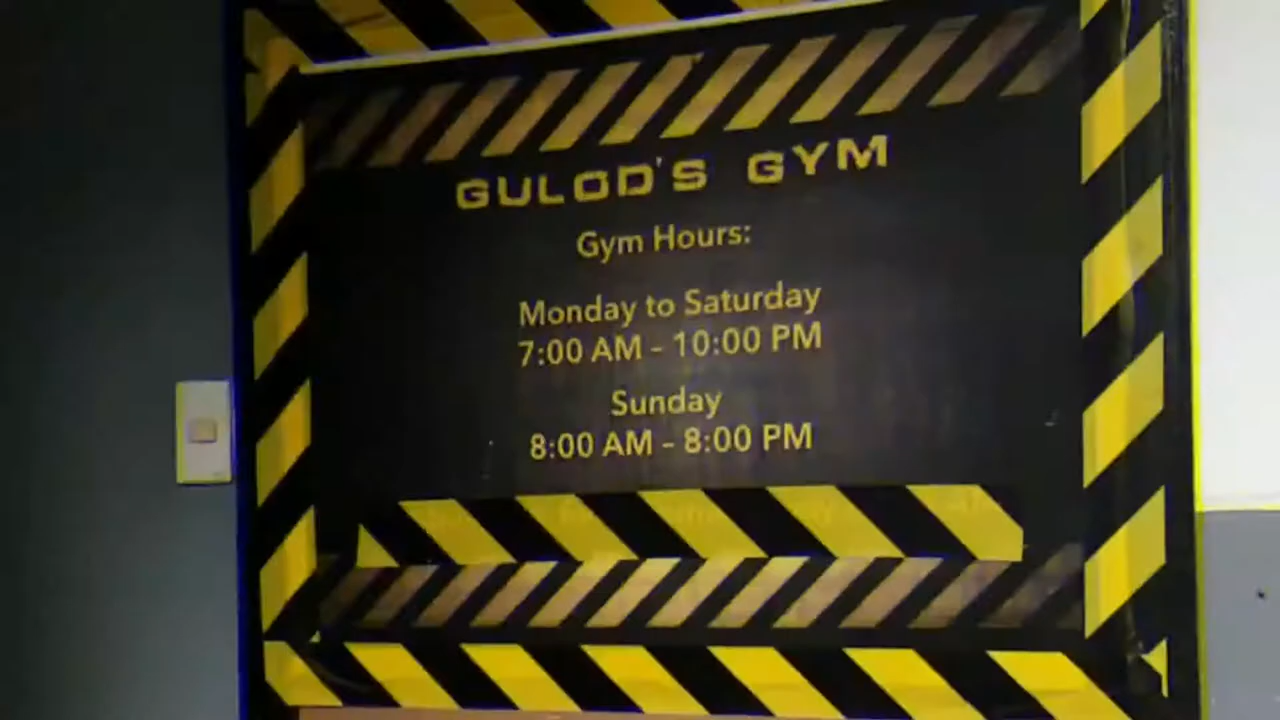 GULOD'S GYM
Gym Hours:
Monday to Saturday
7:00 AM - 10:00 PM
Sunday
8:00 AM - 8:00 PM